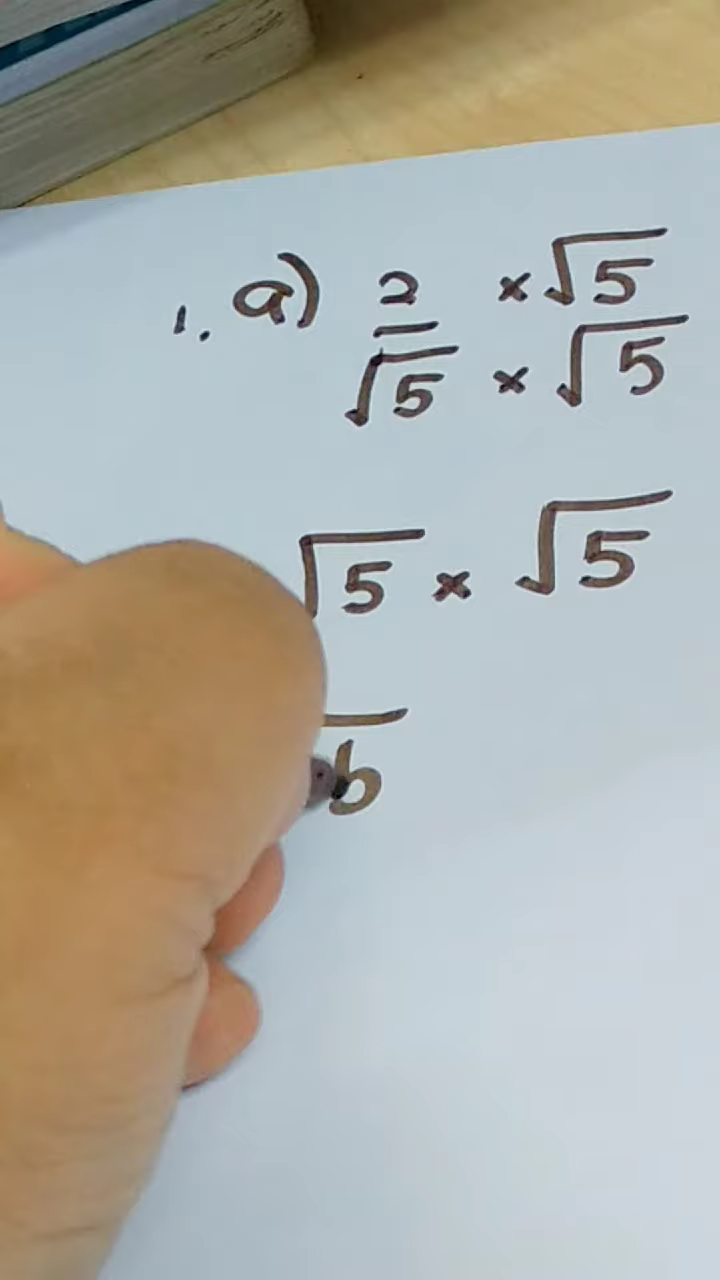 1. a) 2 × √5
√5 × √5
√5 × √5
b